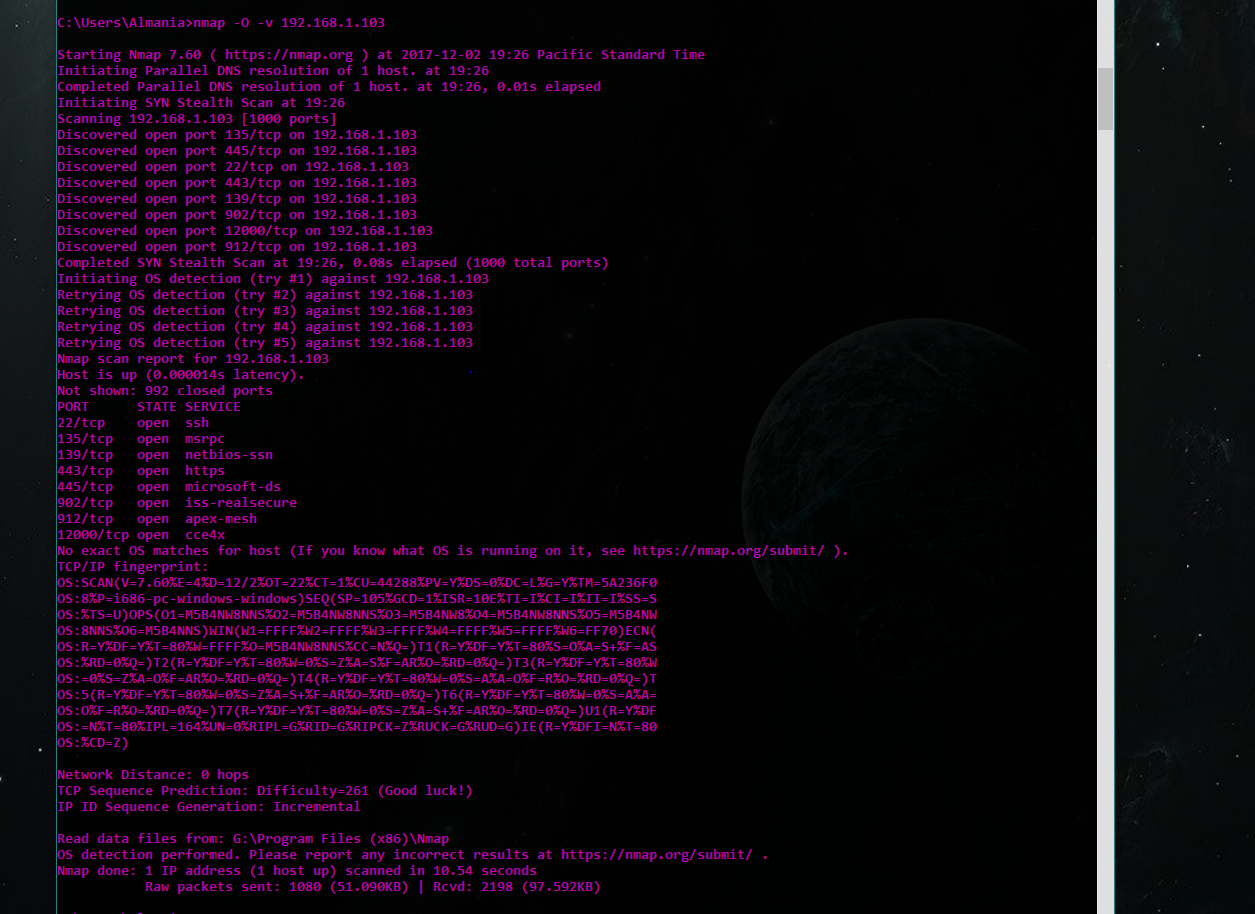 C:\Users\Almania>nmap -O -v 192.168.1.103
Starting Nmap 7.60 ( https://nmap.org ) at 2017-12-02 19:26 Pacific Standard Time
Initiating Parallel DNS resolution of 1 host. at 19:26
Completed Parallel DNS resolution of 1 host. at 19:26, 0.01s elapsed
Initiating SYN Stealth Scan at 19:26
Scanning 192.168.1.103 [1000 ports]
Discovered open port 135/tcp on 192.168.1.103
Discovered open port 445/tcp on 192.168.1.103
Discovered open port 22/tcp on 192.168.1.103
Discovered open port 443/tcp on 192.168.1.103
Discovered open port 139/tcp on 192.168.1.103
Discovered open port 902/tcp on 192.168.1.103
Discovered open port 12000/tcp on 192.168.1.103
Discovered open port 912/tcp on 192.168.1.103
Completed SYN Stealth Scan at 19:26, 0.08s elapsed (1000 total ports)
Initiating OS detection (try #1) against 192.168.1.103
Retrying OS detection (try #2) against 192.168.1.103
Retrying OS detection (try #3) against 192.168.1.103
Retrying OS detection (try #4) against 192.168.1.103
Retrying OS detection (try #5) against 192.168.1.103
Nmap scan report for 192.168.1.103
Host is up (0.000014s latency).
Not shown: 992 closed ports
PORT      STATE SERVICE
22/tcp    open  ssh
135/tcp   open  msrpc
139/tcp   open  netbios-ssn
443/tcp   open  https
445/tcp   open  microsoft-ds
902/tcp   open  iss-realsecure
912/tcp   open  apex-mesh
12000/tcp open  cce4x
No exact OS matches for host (If you know what OS is running on it, see https://nmap.org/submit/ ).
TCP/IP fingerprint:
OS:SCAN(V=7.60%E=4%D=12/2%OT=22%CT=1%CU=44288%PV=Y%DS=0%DC=L%G=Y%TM=5A236F0
OS:8%P=i686-pc-windows-windows)SEQ(SP=105%GCD=1%ISR=10E%TI=I%CI=I%II=I%SS=S
OS:%TS=U)OPS(O1=M5B4NW8NNS%O2=M5B4NW8NNS%O3=M5B4NW8%O4=M5B4NW8NNS%O5=M5B4NW
OS:8NNS%O6=M5B4NNS)WIN(W1=FFFF%W2=FFFF%W3=FFFF%W4=FFFF%W5=FFFF%W6=FF70)ECN(
OS:R=Y%DF=Y%T=80%W=FFFF%O=M5B4NW8NNS%CC=N%Q=)T1(R=Y%DF=Y%T=80%S=O%A=S+%F=AS
OS:%RD=0%Q=)T2(R=Y%DF=Y%T=80%W=0%S=Z%A=S%F=AR%O=%RD=0%Q=)T3(R=Y%DF=Y%T=80%W
OS:=0%S=Z%A=O%F=AR%O=%RD=0%Q=)T4(R=Y%DF=Y%T=80%W=0%S=A%A=O%F=R%O=%RD=0%Q=)T
OS:5(R=Y%DF=Y%T=80%W=0%S=Z%A=S+%F=AR%O=%RD=0%Q=)T6(R=Y%DF=Y%T=80%W=0%S=A%A=
OS:O%F=R%O=%RD=0%Q=)T7(R=Y%DF=Y%T=80%W=0%S=Z%A=S+%F=AR%O=%RD=0%Q=)U1(R=Y%DF
OS:=N%T=80%IPL=164%UN=0%RIPL=G%RID=G%RIPCK=Z%RUCK=G%RUD=G)IE(R=Y%DFI=N%T=80
OS:%CD=Z)
Network Distance: 0 hops
TCP Sequence Prediction: Difficulty=261 (Good luck!)
IP ID Sequence Generation: Incremental
Read data files from: G:\Program Files (x86)\Nmap
OS detection performed. Please report any incorrect results at https://nmap.org/submit/ .
Nmap done: 1 IP address (1 host up) scanned in 10.54 seconds
           Raw packets sent: 1080 (51.090KB) | Rcvd: 2198 (97.592KB)